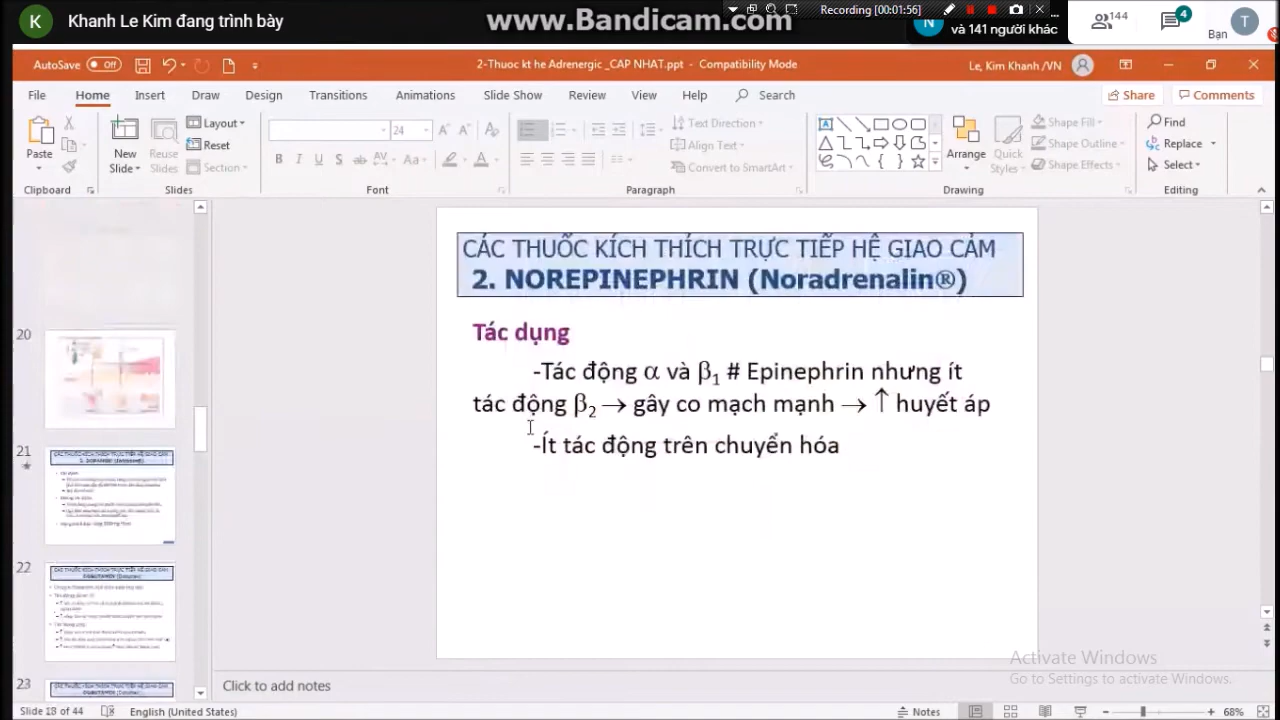 K Khanh Le Kim đang trình bày
www.Bandicam.com
Recording [00:01:56]
N và 141 người khác
144
4
Bạn T
AutoSave Off
2-Thuoc kt he Adrenergic _CAP NHAT.ppt - Compatibility Mode
Le, Kim Khanh /VN
File Home Insert Draw Design Transitions Animations Slide Show Review View Help Search
Share Comments
Paste
New Slide
Reuse Slides
Layout
Reset
Section
24
Text Direction
Align Text
Convert to SmartArt
Arrange
Quick Styles
Shape Fill
Shape Outline
Shape Effects
Find
Replace
Select
Clipboard Slides Font Paragraph Drawing Editing
CÁC THUỐC KÍCH THÍCH TRỰC TIẾP HỆ GIAO CẢM
2. NOREPINEPHRIN (Noradrenalin®)
Tác dụng
-Tác động α và β₁ # Epinephrin nhưng ít
tác động β₂ → gây co mạch mạnh → ↑ huyết áp
-Ít tác động trên chuyển hóa
20
21
22
23
Activate Windows
Go to Settings to activate Windows.
Click to add notes
Slide 18 of 44 English (United States) Notes 68%